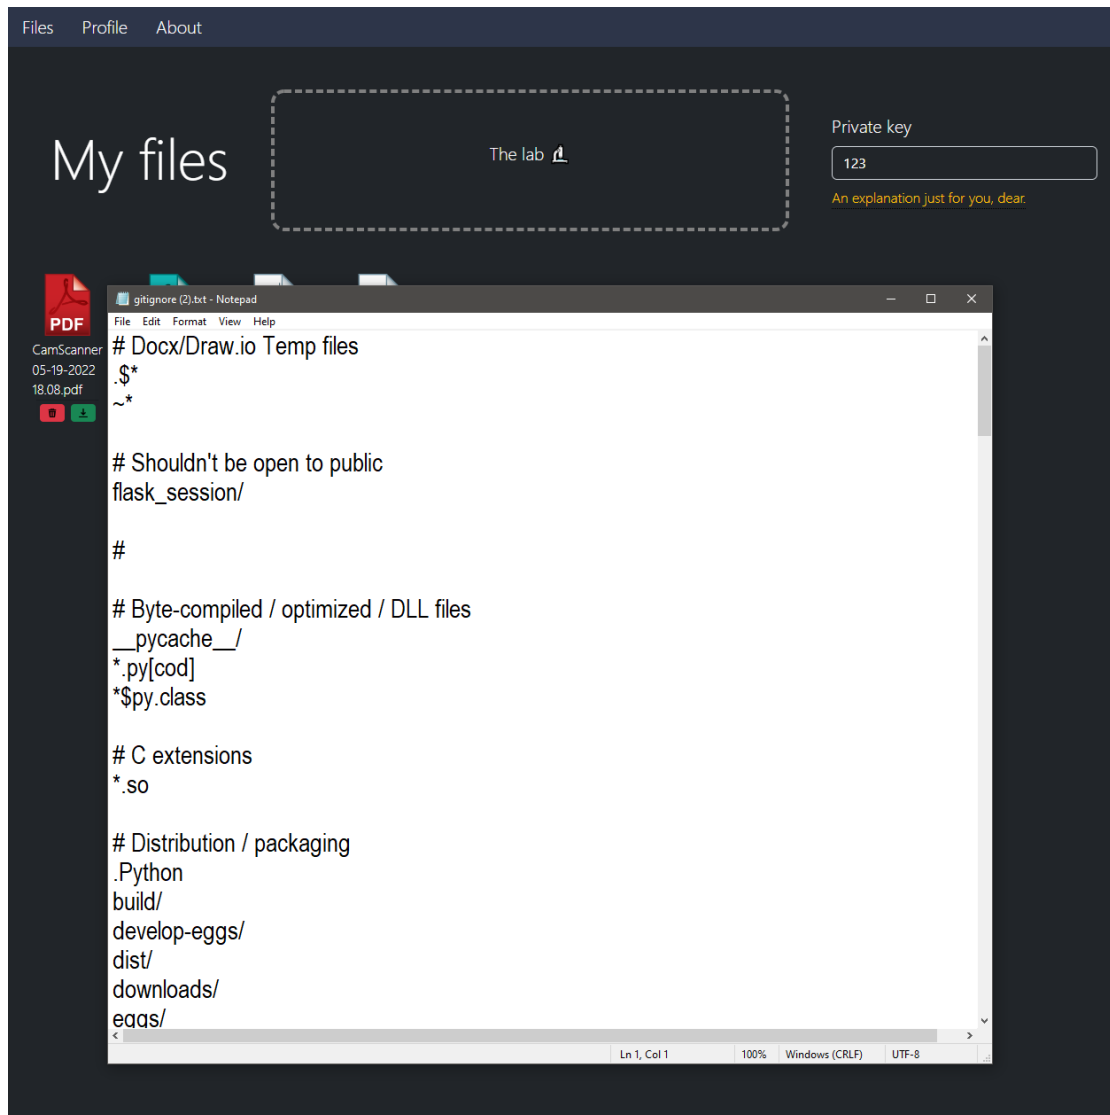 Files Profile About
My files
The lab
Private key
123
An explanation just for you, dear.
PDF
CamScanner
05-19-2022
18.08.pdf
gitignore (2).txt - Notepad
File Edit Format View Help
# Docx/Draw.io Temp files
.$*
~*
# Shouldn't be open to public
flask_session/
#
# Byte-compiled / optimized / DLL files
__pycache__/
*.py[cod]
*$py.class
# C extensions
*.so
# Distribution / packaging
.Python
build/
develop-eggs/
dist/
downloads/
eggs/
Ln 1, Col 1 100% Windows (CRLF) UTF-8